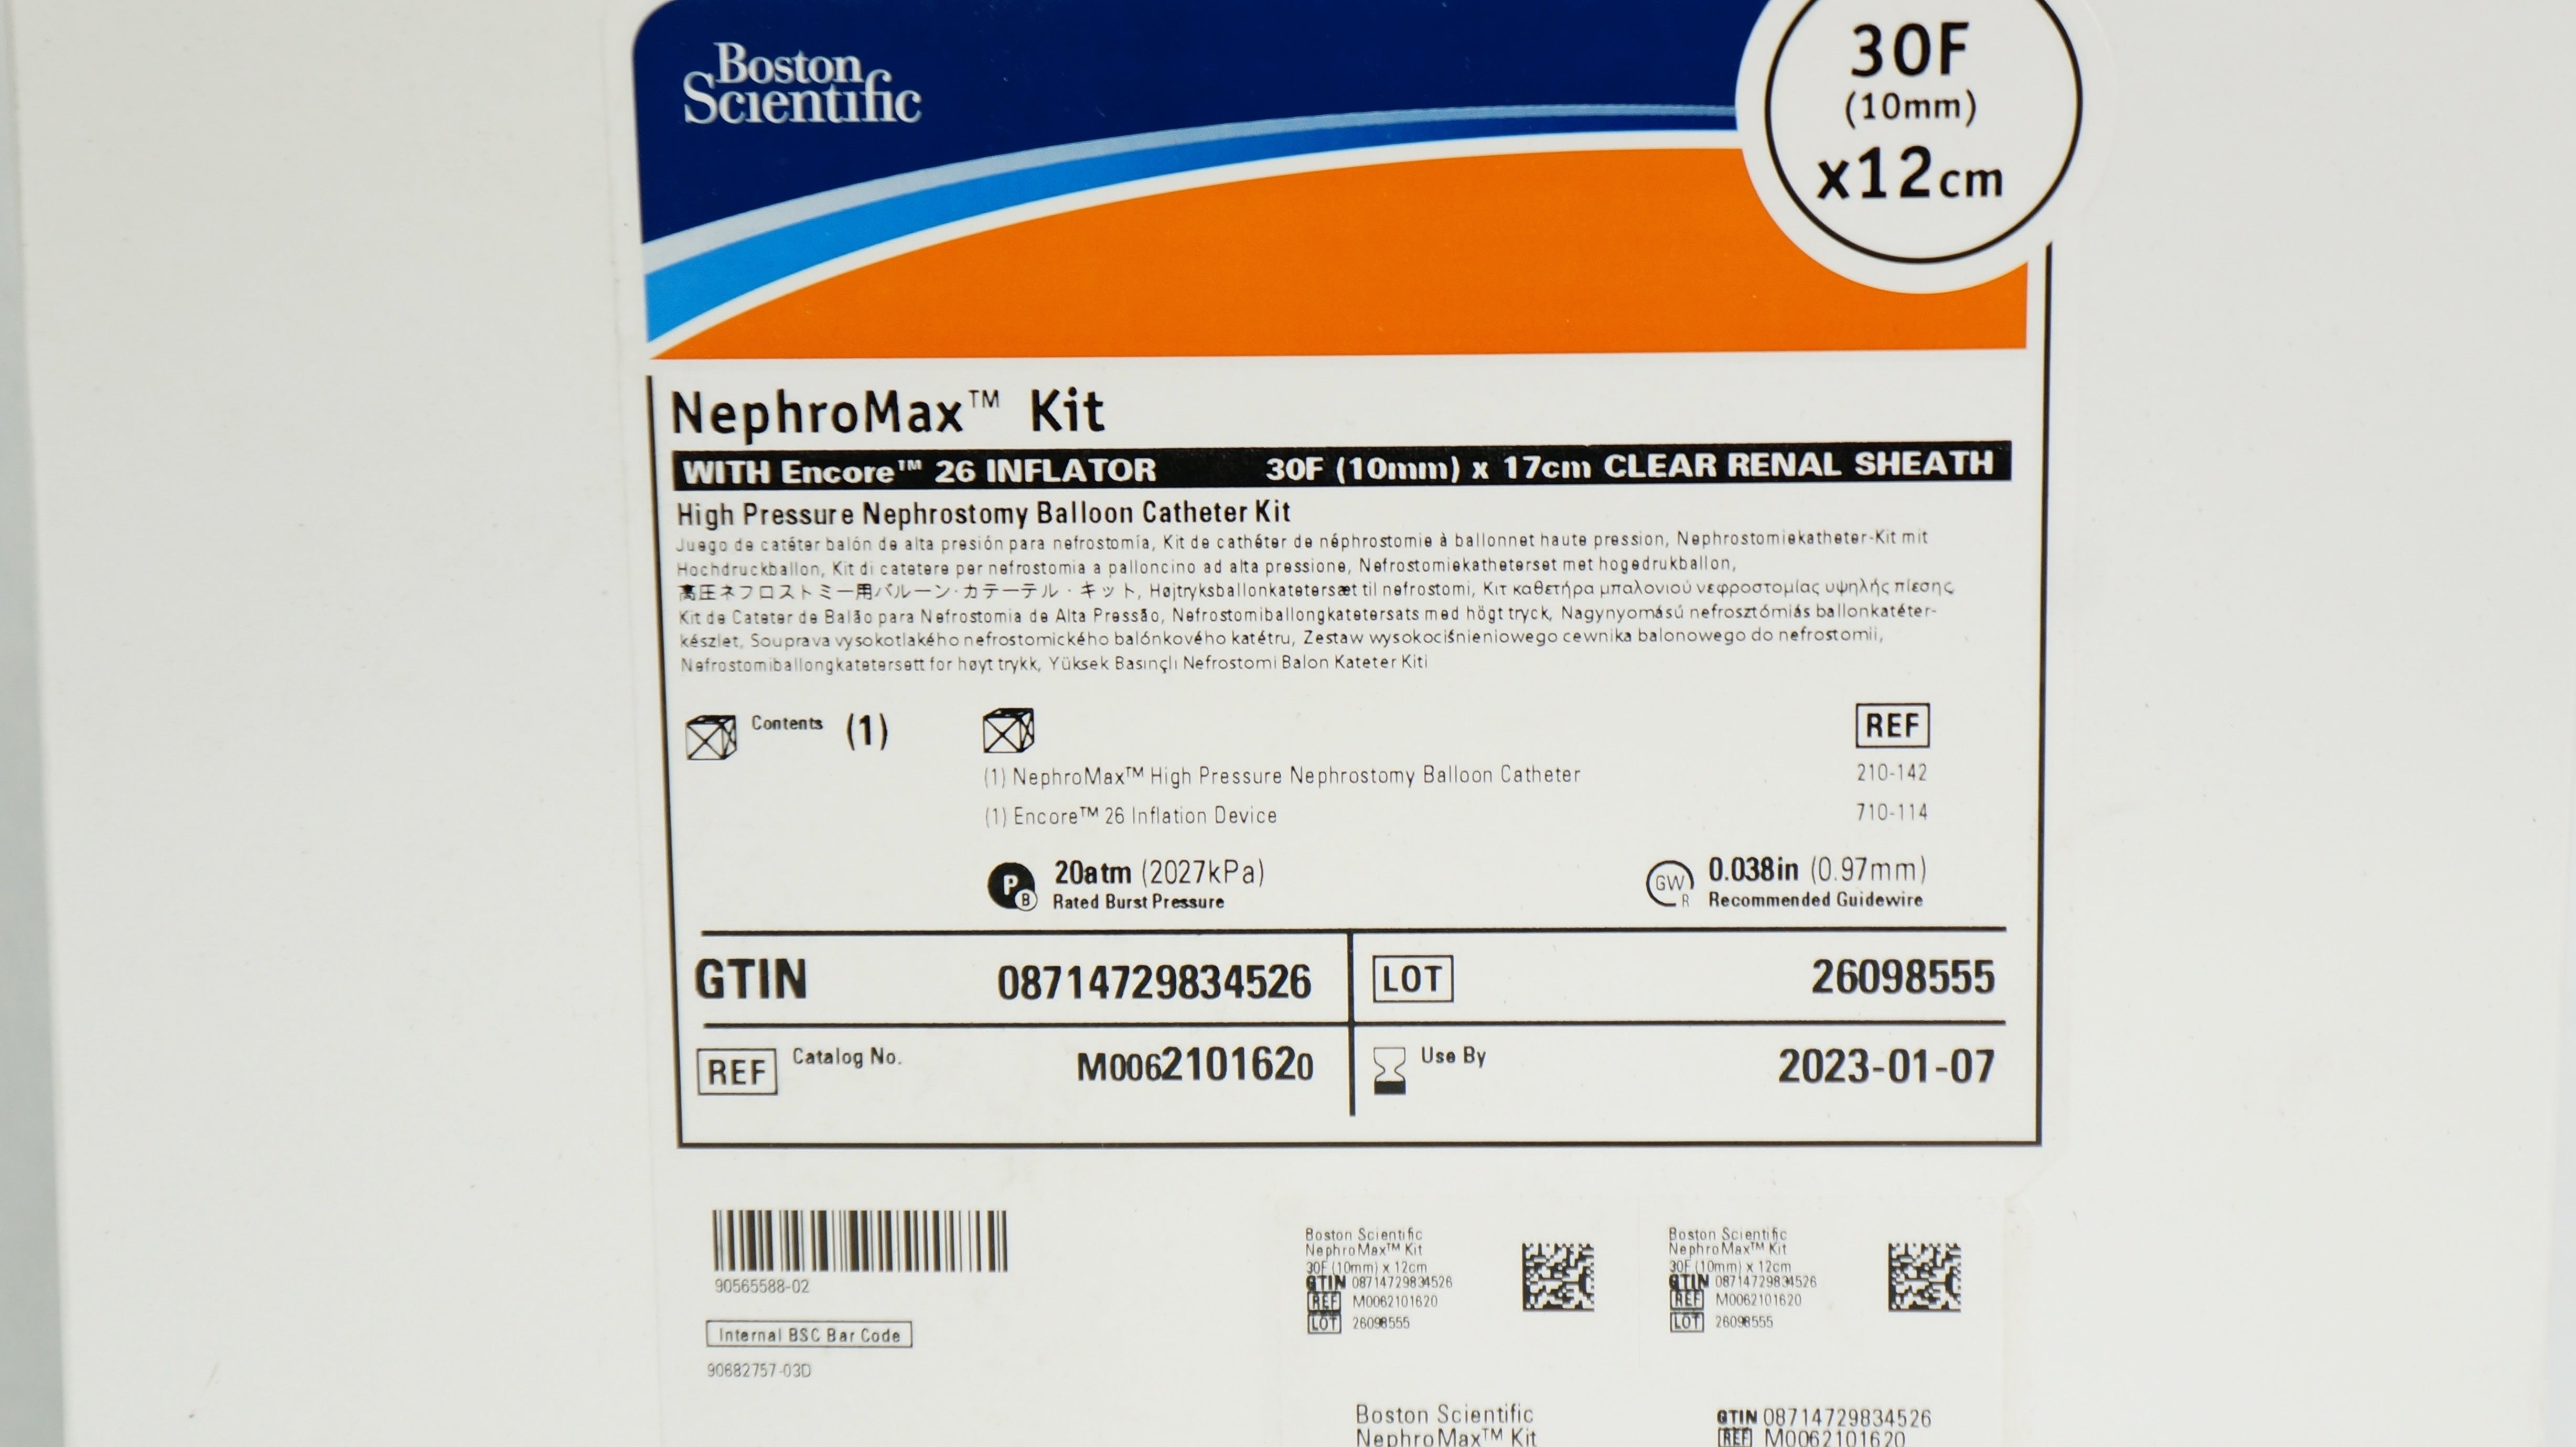 Boston
Scientific
30F
(10mm)
x12cm
NephroMax™ Kit
WITH Encore™ 26 INFLATOR 30F (10mm) x 17cm CLEAR RENAL SHEATH
High Pressure Nephrostomy Balloon Catheter Kit
Juego de catéter balón de alta presión para nefrostomía, Kit de cathéter de néphrostomie à ballonnet haute pression, Nephrostomiekatheter-Kit mit
Hochdruckballon, Kit di catetere per nefrostomia a palloncino ad alta pressione, Nefrostomiekatheterset met hogedrukballon,
高圧ネフロストミー用バルーン·カテーテル·キット, Højtryksballonkatetersæt til nefrostomi, Κιτ καθετήρα μπαλονιού νεφροστομίας υψηλής πίεσης,
Kit de Cateter de Balão para Nefrostomia de Alta Pressão, Nefrostomiballongkatetersats med högt tryck, Nagynyomású nefrosztómiás ballonkatéter-
készlet, Souprava vysokotlakého nefrostomického balónkového katétru, Zestaw wysokociśnieniowego cewnika balonowego do nefrostomii,
Nefrostomiballongkatetersett for høyt trykk, Yüksek Basınçlı Nefrostomi Balon Kateter Kiti
Contents (1)
REF
(1) NephroMax™ High Pressure Nephrostomy Balloon Catheter 210-142
(1) Encore™ 26 Inflation Device 710-114
P B 20atm (2027kPa)
Rated Burst Pressure
GW R 0.038in (0.97mm)
Recommended Guidewire
GTIN 08714729834526
LOT 26098555
REF Catalog No. M0062101620
Use By 2023-01-07
90565588-02
Internal BSC Bar Code
90682757-03D
Boston Scientific
NephroMax™ Kit
30F (10mm) x 12cm
GTIN 08714729834526
REF M0062101620
LOT 26098555
Boston Scientific
NephroMax™ Kit
30F (10mm) x 12cm
GTIN 08714729834526
REF M0062101620
LOT 26098555
Boston Scientific
NephroMax™ Kit
GTIN 08714729834526
REF M0062101620